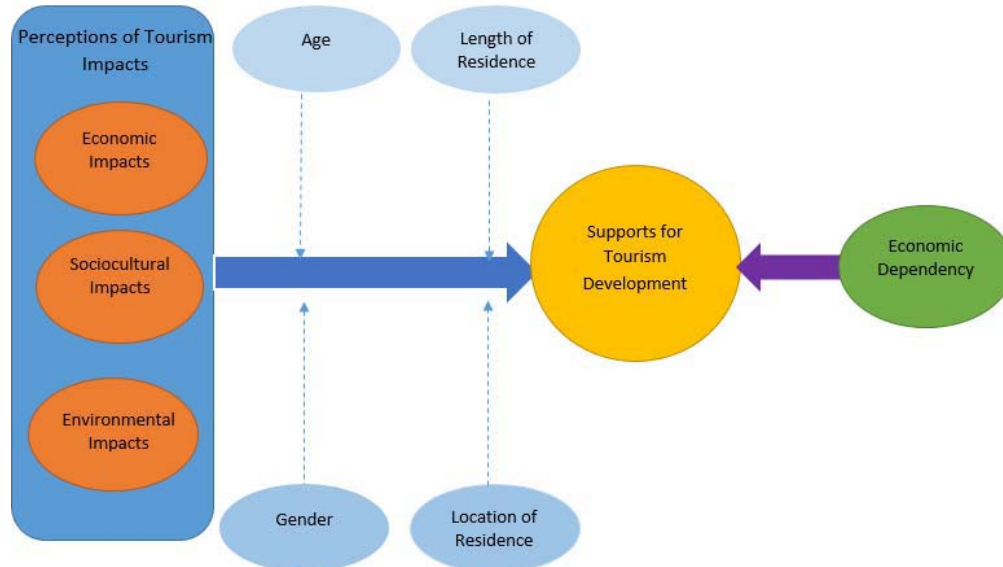 Perceptions of Tourism
Impacts
Economic
Impacts
Sociocultural
Impacts
Environmental
Impacts
Age
Length of
Residence
Gender
Location of
Residence
Supports for
Tourism
Development
Economic
Dependency